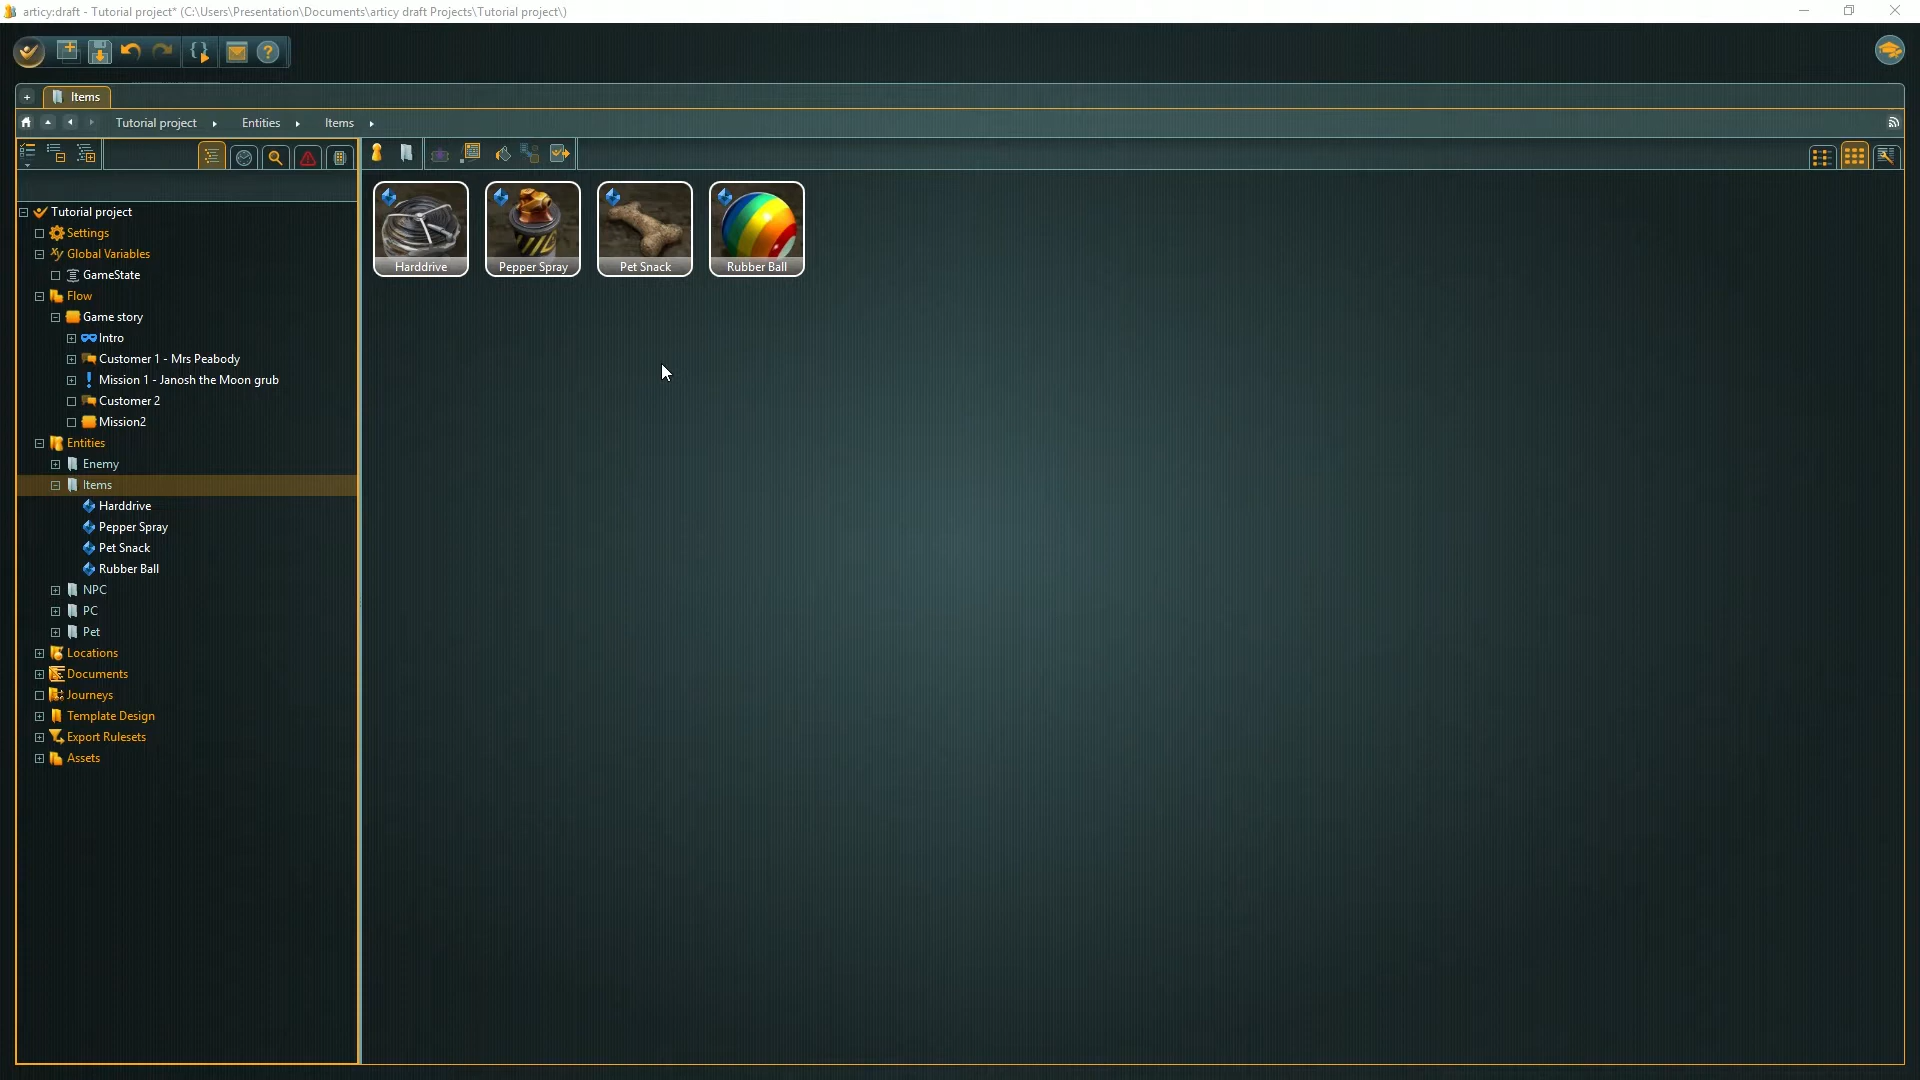 articy:draft - Tutorial project* (C:\Users\Presentation\Documents\articy draft Projects\Tutorial project\)
Items
Tutorial project Entities Items
Tutorial project
Settings
Global Variables
GameState
Flow
Game story
Intro
Customer 1 - Mrs Peabody
Mission 1 - Janosh the Moon grub
Customer 2
Mission2
Entities
Enemy
Items
Harddrive
Pepper Spray
Pet Snack
Rubber Ball
NPC
PC
Pet
Locations
Documents
Journeys
Template Design
Export Rulesets
Assets
Harddrive
Pepper Spray
Pet Snack
Rubber Ball